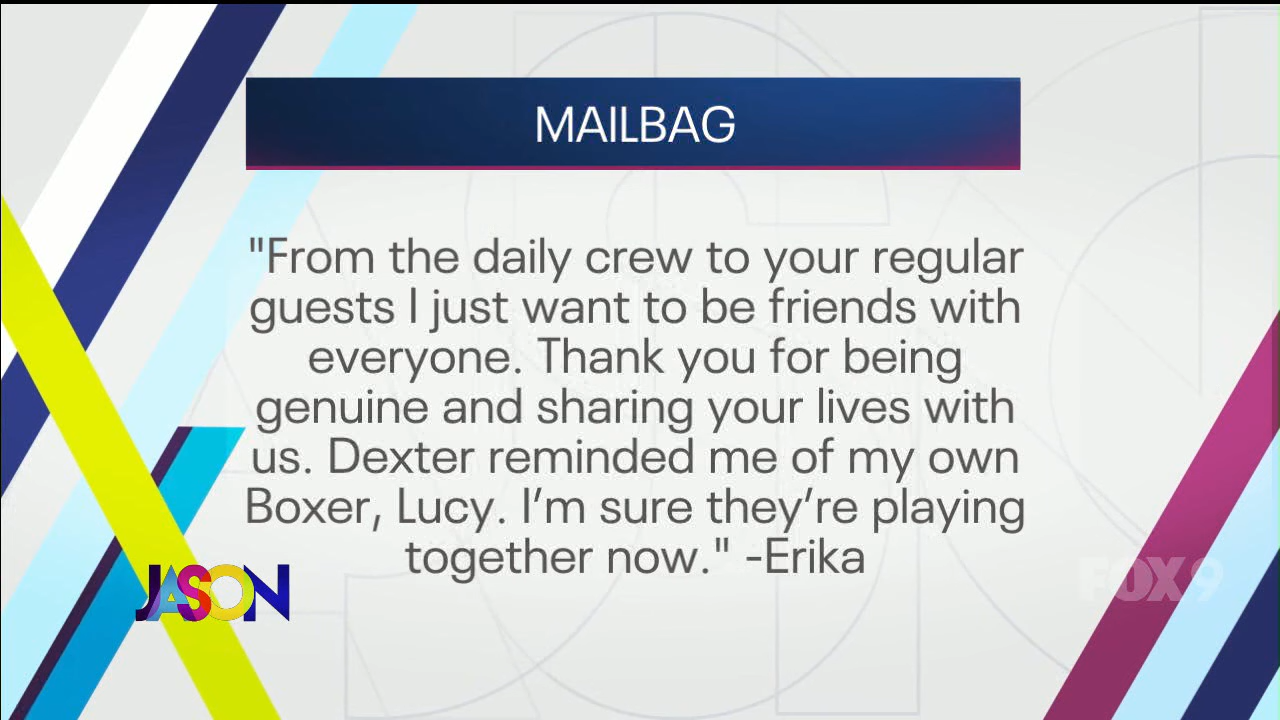 MAILBAG
"From the daily crew to your regular
guests I just want to be friends with
everyone. Thank you for being
genuine and sharing your lives with
us. Dexter reminded me of my own
Boxer, Lucy. I’m sure they’re playing
together now." -Erika
JASON
FOX 9